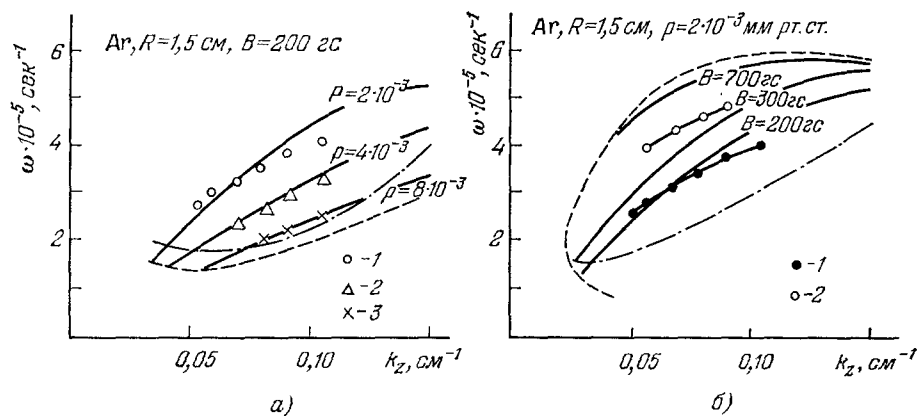 Ar, R=1,5 см, B=200 гс
ω·10⁻⁵, сек⁻¹
6
4
2
p=2·10⁻³
p=4·10⁻³
p=8·10⁻³
○-1
△-2
×-3
0,05
0,10
k_z, см⁻¹
а)
Ar, R=1,5 см, p=2·10⁻³ мм рт. ст.
ω·10⁻⁵, сек⁻¹
6
4
2
B=700гс
B=300гс
B=200гс
●-1
○-2
0,05
0,10
k_z, см⁻¹
б)